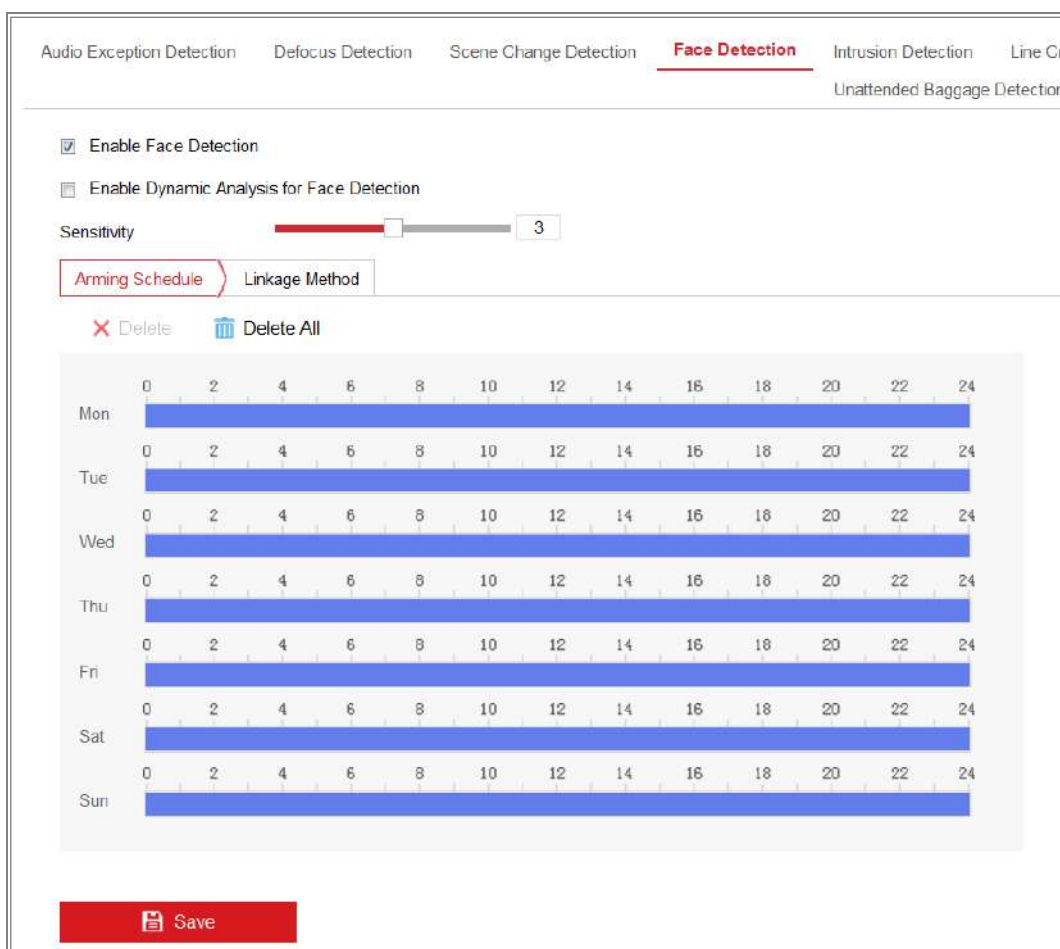 Audio Exception Detection Defocus Detection Scene Change Detection Face Detection Intrusion Detection Line
Unattended Baggage Detection
Enable Face Detection
Enable Dynamic Analysis for Face Detection
Sensitivity 3
Arming Schedule Linkage Method
Delete Delete All
0 2 4 6 8 10 12 14 16 18 20 22 24
Mon
0 2 4 6 8 10 12 14 16 18 20 22 24
Tue
0 2 4 6 8 10 12 14 16 18 20 22 24
Wed
0 2 4 6 8 10 12 14 16 18 20 22 24
Thu
0 2 4 6 8 10 12 14 16 18 20 22 24
Fri
0 2 4 6 8 10 12 14 16 18 20 22 24
Sat
0 2 4 6 8 10 12 14 16 18 20 22 24
Sun
Save